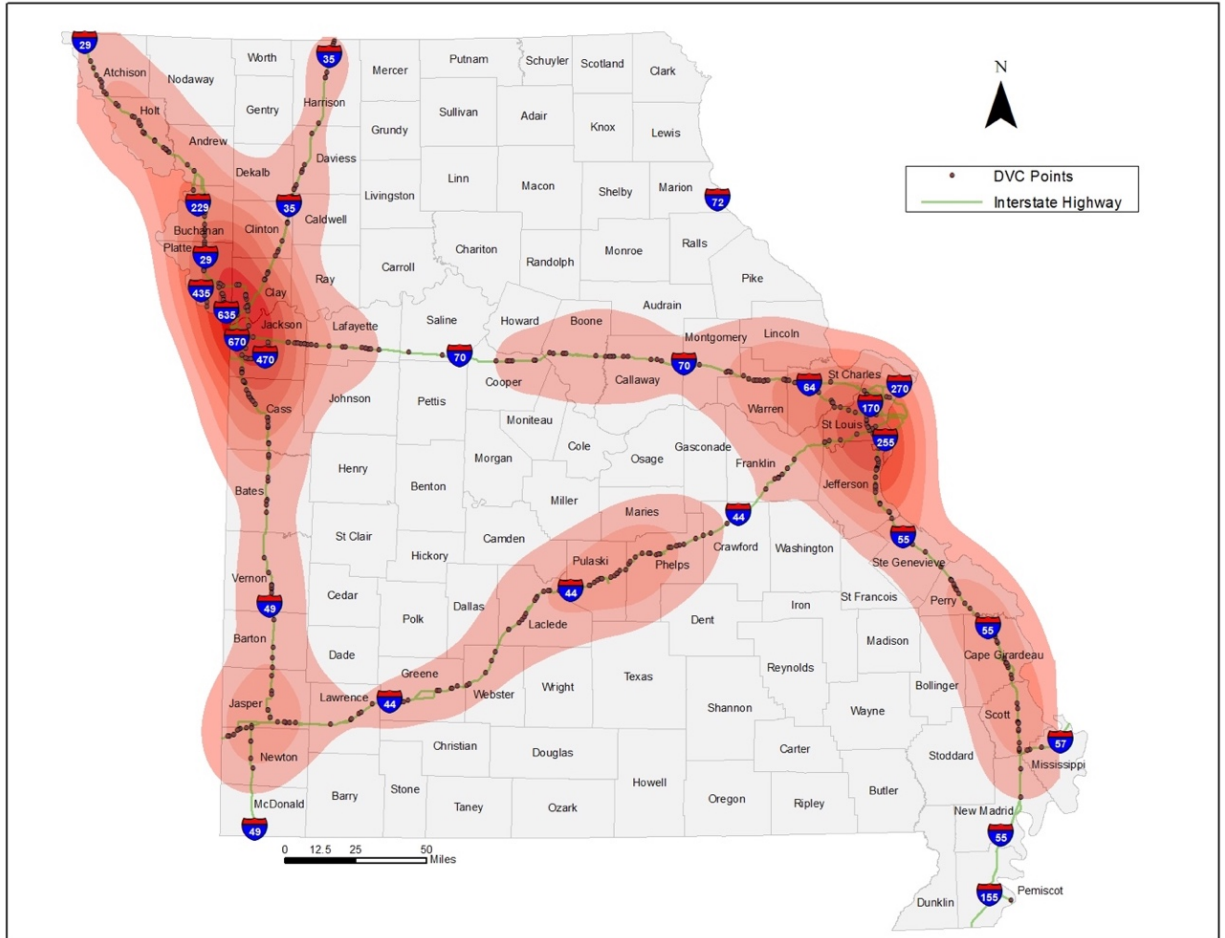 29
35
Worth
Putnam
Schuyler
Scotland
Clark
Atchison
Nodaway
Mercer
N
Holt
Gentry
Harrison
Sullivan
Adair
Knox
Lewis
Grundy
Andrew
Daviess
Dekalb
Linn
Macon
Shelby
Marion
72
DVC Points
Interstate Highway
Livingston
229
35
Caldwell
Buchanan
Clinton
Platte
29
Chariton
Randolph
Monroe
Ralls
Pike
Carroll
Ray
435
Clay
635
Jackson
Lafayette
Saline
Howard
Boone
Audrain
Montgomery
Lincoln
670
470
70
Cooper
Callaway
70
64
St Charles
270
170
Johnson
Pettis
Cass
Moniteau
Warren
St Louis
255
Cole
Osage
Gasconade
Franklin
Henry
Morgan
Jefferson
Bates
Benton
Miller
Maries
44
55
St Clair
Camden
Hickory
Pulaski
Phelps
Crawford
Washington
Ste Genevieve
Vernon
49
Cedar
44
Dallas
Laclede
St Francois
Perry
Iron
Polk
Dent
55
Barton
Madison
Dade
Cape Girardeau
Greene
Texas
Reynolds
Bollinger
Jasper
Lawrence
44
Webster
Wright
Shannon
Wayne
Scott
57
Newton
Christian
Douglas
Carter
Stoddard
Mississippi
McDonald
Barry
Stone
Taney
Ozark
Howell
Oregon
Ripley
Butler
New Madrid
49
55
0 12.5 25 50
Miles
155
Pemiscot
Dunklin